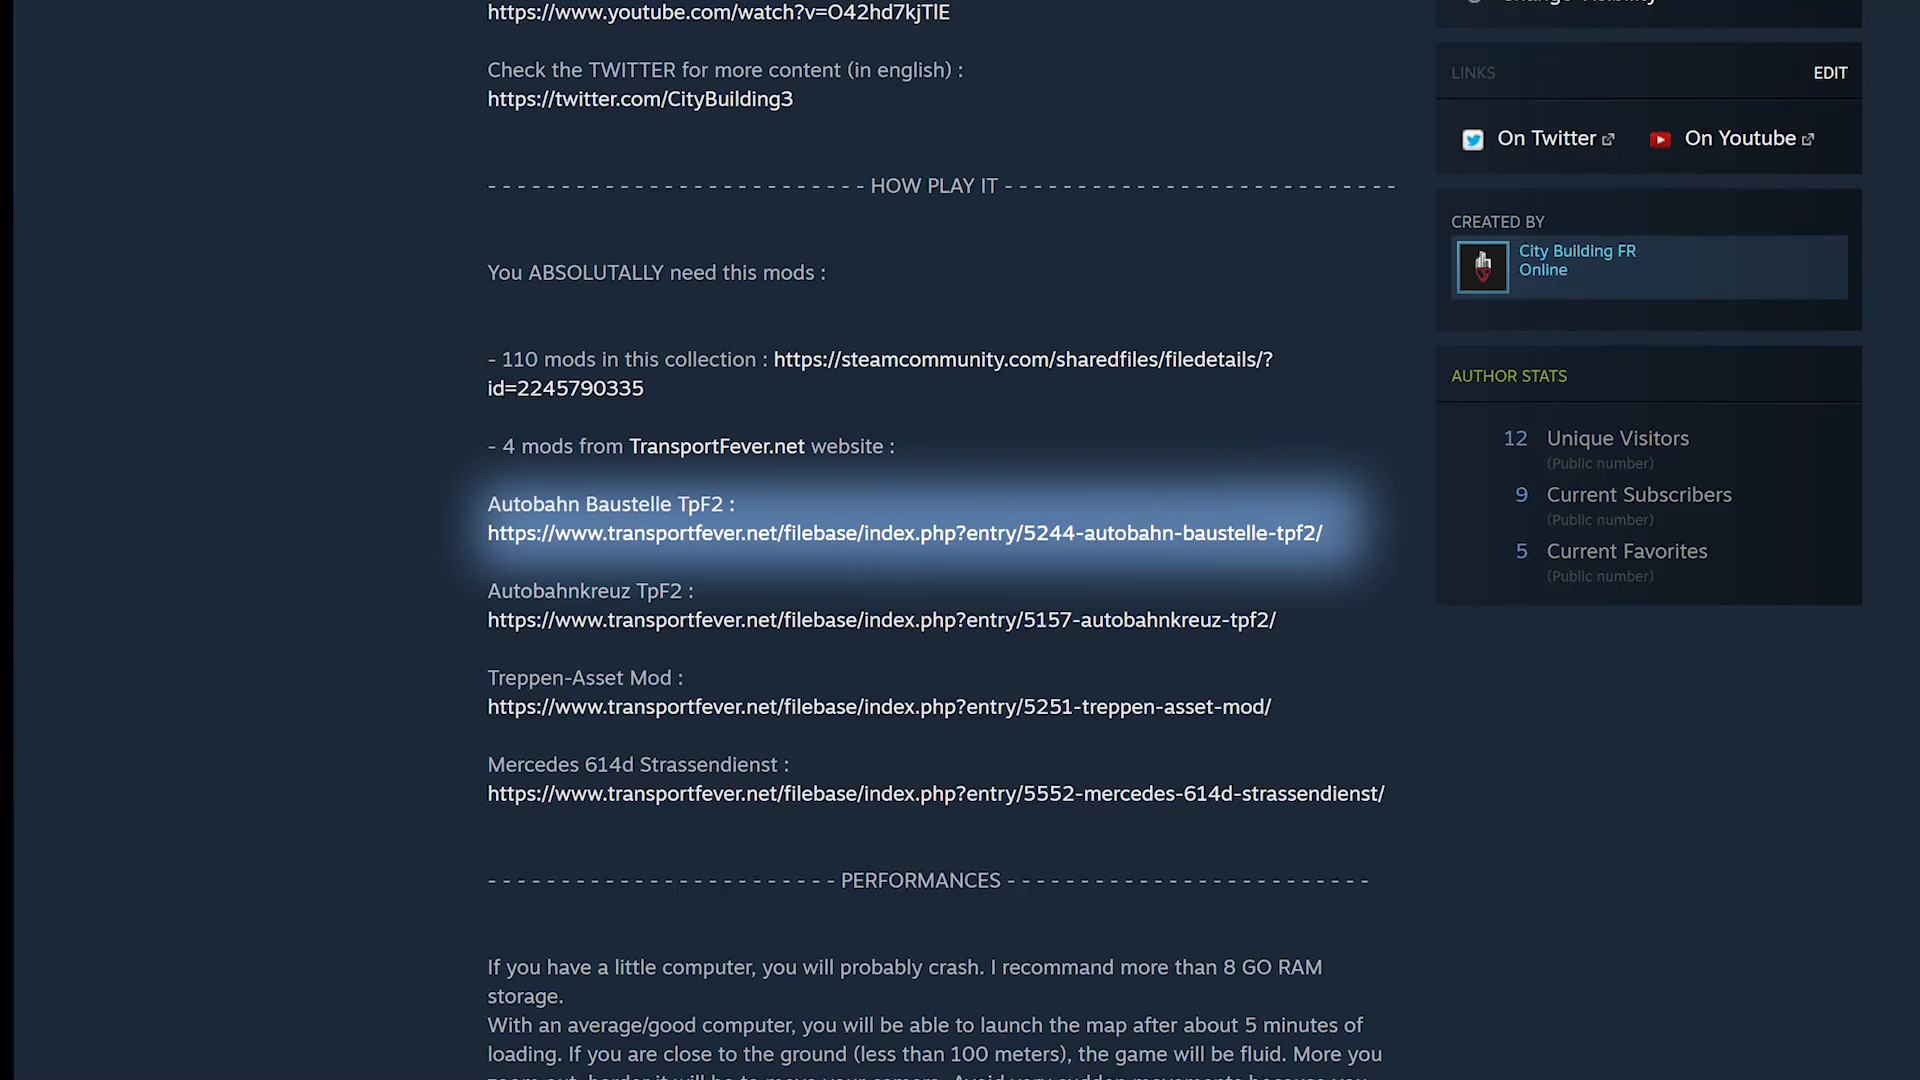 https://www.youtube.com/watch?v=O42hd7kjTlE
Check the TWITTER for more content (in english) :
https://twitter.com/CityBuilding3
- - - - - - - - - - - - - - - - - - - - - - - - - - HOW PLAY IT - - - - - - - - - - - - - - - - - - - - - - - - - - -
You ABSOLUTALLY need this mods :
- 110 mods in this collection : https://steamcommunity.com/sharedfiles/filedetails/?
id=2245790335
- 4 mods from TransportFever.net website :
Autobahn Baustelle TpF2 :
https://www.transportfever.net/filebase/index.php?entry/5244-autobahn-baustelle-tpf2/
Autobahnkreuz TpF2 :
https://www.transportfever.net/filebase/index.php?entry/5157-autobahnkreuz-tpf2/
Treppen-Asset Mod :
https://www.transportfever.net/filebase/index.php?entry/5251-treppen-asset-mod/
Mercedes 614d Strassendienst :
https://www.transportfever.net/filebase/index.php?entry/5552-mercedes-614d-strassendienst/
- - - - - - - - - - - - - - - - - - - - - - - - PERFORMANCES - - - - - - - - - - - - - - - - - - - - - - - - -
If you have a little computer, you will probably crash. I recommand more than 8 GO RAM
storage.
With an average/good computer, you will be able to launch the map after about 5 minutes of
loading. If you are close to the ground (less than 100 meters), the game will be fluid. More you
LINKS
EDIT
On Twitter
On Youtube
CREATED BY
City Building FR
Online
AUTHOR STATS
12 Unique Visitors
(Public number)
9 Current Subscribers
(Public number)
5 Current Favorites
(Public number)